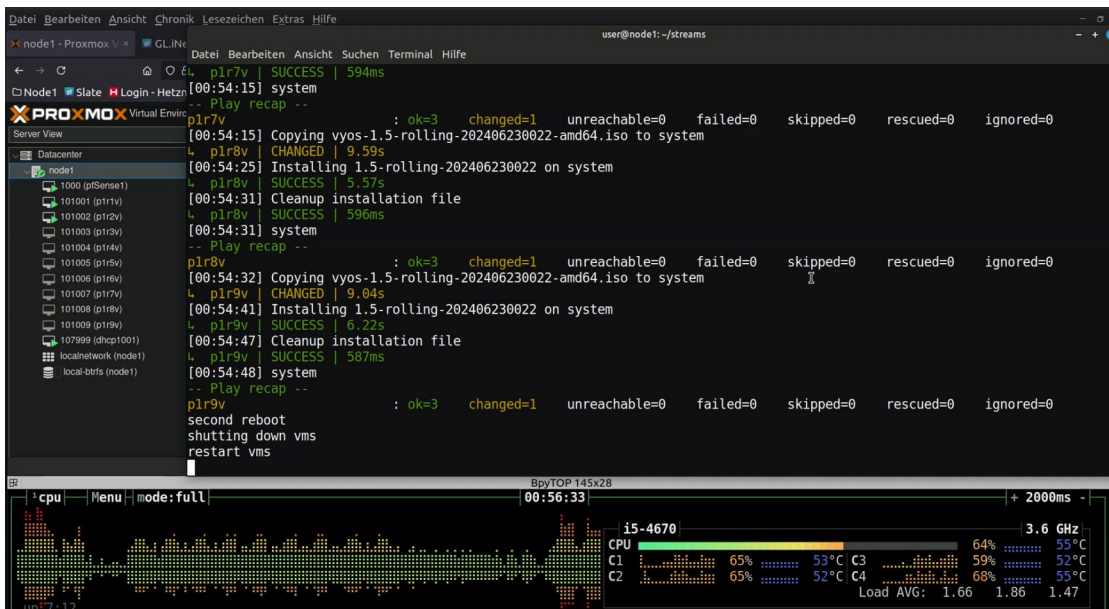 Datei Bearbeiten Ansicht Chronik Lesezeichen Extras Hilfe
user@node1: ~/streams
node1 - Proxmox V
GL.iNe
Datei Bearbeiten Ansicht Suchen Terminal Hilfe
Node1 Slate Login - Hetzn
PROXMOX Virtual Enviro
Server View
Datacenter
node1
1000 (pfSense1)
101001 (p1r1v)
101002 (p1r2v)
101003 (p1r3v)
101004 (p1r4v)
101005 (p1r5v)
101006 (p1r6v)
101007 (p1r7v)
101008 (p1r8v)
101009 (p1r9v)
107999 (dhcp1001)
localnetwork (node1)
local-btrfs (node1)
↳ p1r7v | SUCCESS | 594ms
[00:54:15] system
-- Play recap --
p1r7v : ok=3 changed=1 unreachable=0 failed=0 skipped=0 rescued=0 ignored=0
[00:54:15] Copying vyos-1.5-rolling-202406230022-amd64.iso to system
↳ p1r8v | CHANGED | 9.59s
[00:54:25] Installing 1.5-rolling-202406230022 on system
↳ p1r8v | SUCCESS | 5.57s
[00:54:31] Cleanup installation file
↳ p1r8v | SUCCESS | 596ms
[00:54:31] system
-- Play recap --
p1r8v : ok=3 changed=1 unreachable=0 failed=0 skipped=0 rescued=0 ignored=0
[00:54:32] Copying vyos-1.5-rolling-202406230022-amd64.iso to system
↳ p1r9v | CHANGED | 9.04s
[00:54:41] Installing 1.5-rolling-202406230022 on system
↳ p1r9v | SUCCESS | 6.22s
[00:54:47] Cleanup installation file
↳ p1r9v | SUCCESS | 587ms
[00:54:48] system
-- Play recap --
p1r9v : ok=3 changed=1 unreachable=0 failed=0 skipped=0 rescued=0 ignored=0
second reboot
shutting down vms
restart vms
BpyTOP 145x28
¹cpu Menu mode:full 00:56:33 + 2000ms -
i5-4670 3.6 GHz
CPU 64% 55°C
C1 65% 53°C C3 59% 52°C
C2 65% 52°C C4 68% 55°C
Load AVG: 1.66 1.86 1.47
up 7:12